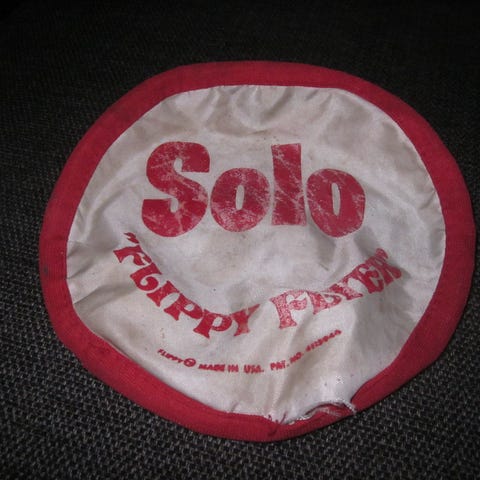 Solo
"FLIPPY FLYER"
FLIPPY ® MADE IN USA. PAT. NO.